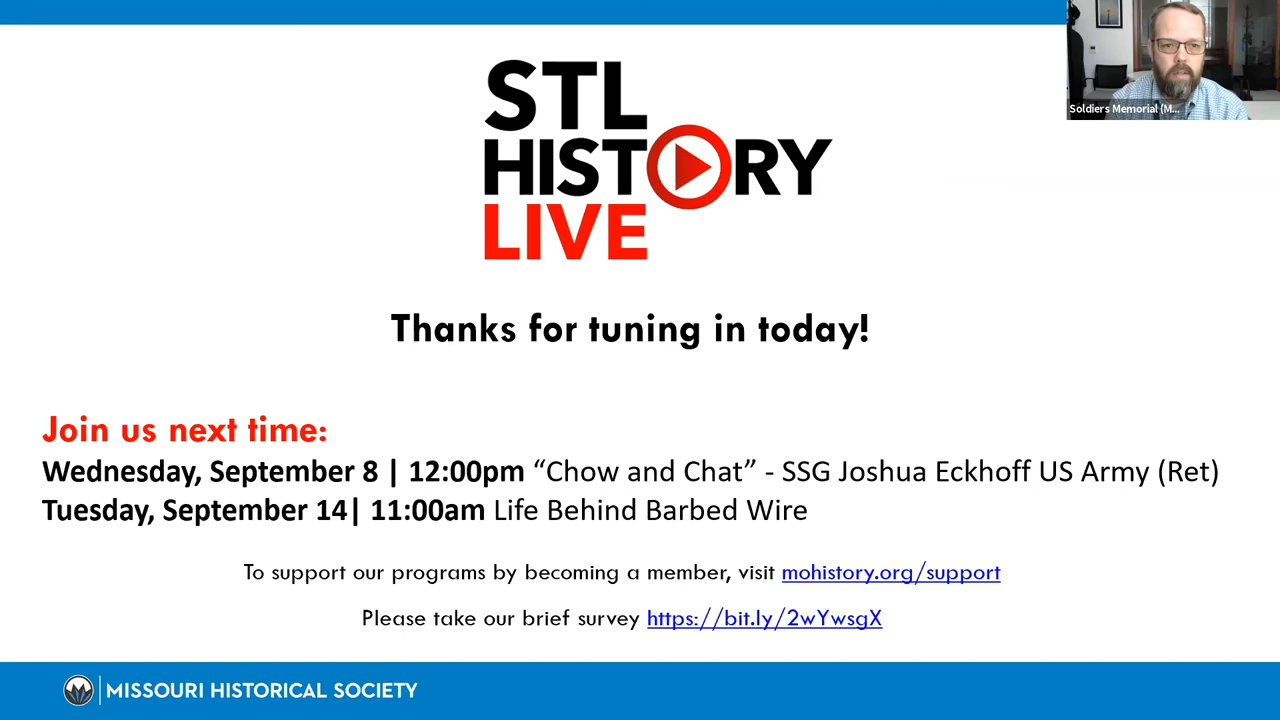 STL
HISTORY
LIVE
Soldiers Memorial (M...
Thanks for tuning in today!
Join us next time:
Wednesday, September 8 | 12:00pm “Chow and Chat” - SSG Joshua Eckhoff US Army (Ret)
Tuesday, September 14| 11:00am Life Behind Barbed Wire
To support our programs by becoming a member, visit mohistory.org/support
Please take our brief survey https://bit.ly/2wYwsgX
MISSOURI HISTORICAL SOCIETY